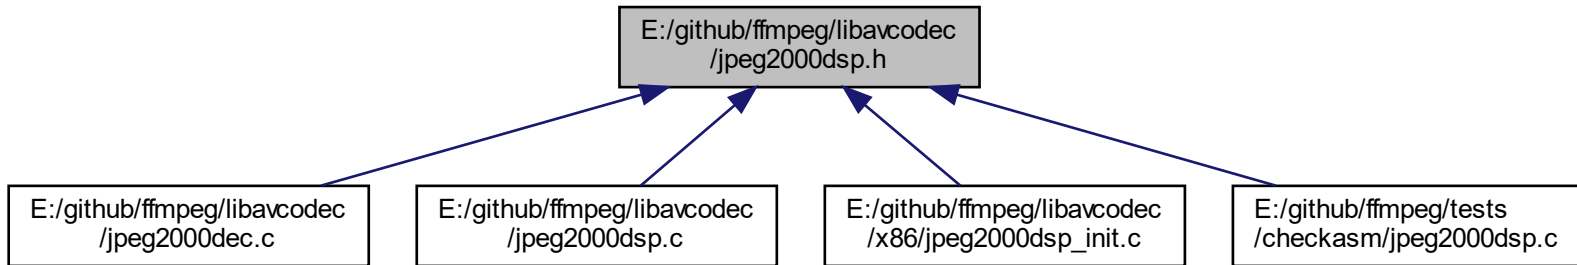 E:/github/ffmpeg/libavcodec
/jpeg2000dsp.h
E:/github/ffmpeg/libavcodec
/jpeg2000dec.c
E:/github/ffmpeg/libavcodec
/jpeg2000dsp.c
E:/github/ffmpeg/libavcodec
/x86/jpeg2000dsp_init.c
E:/github/ffmpeg/tests
/checkasm/jpeg2000dsp.c